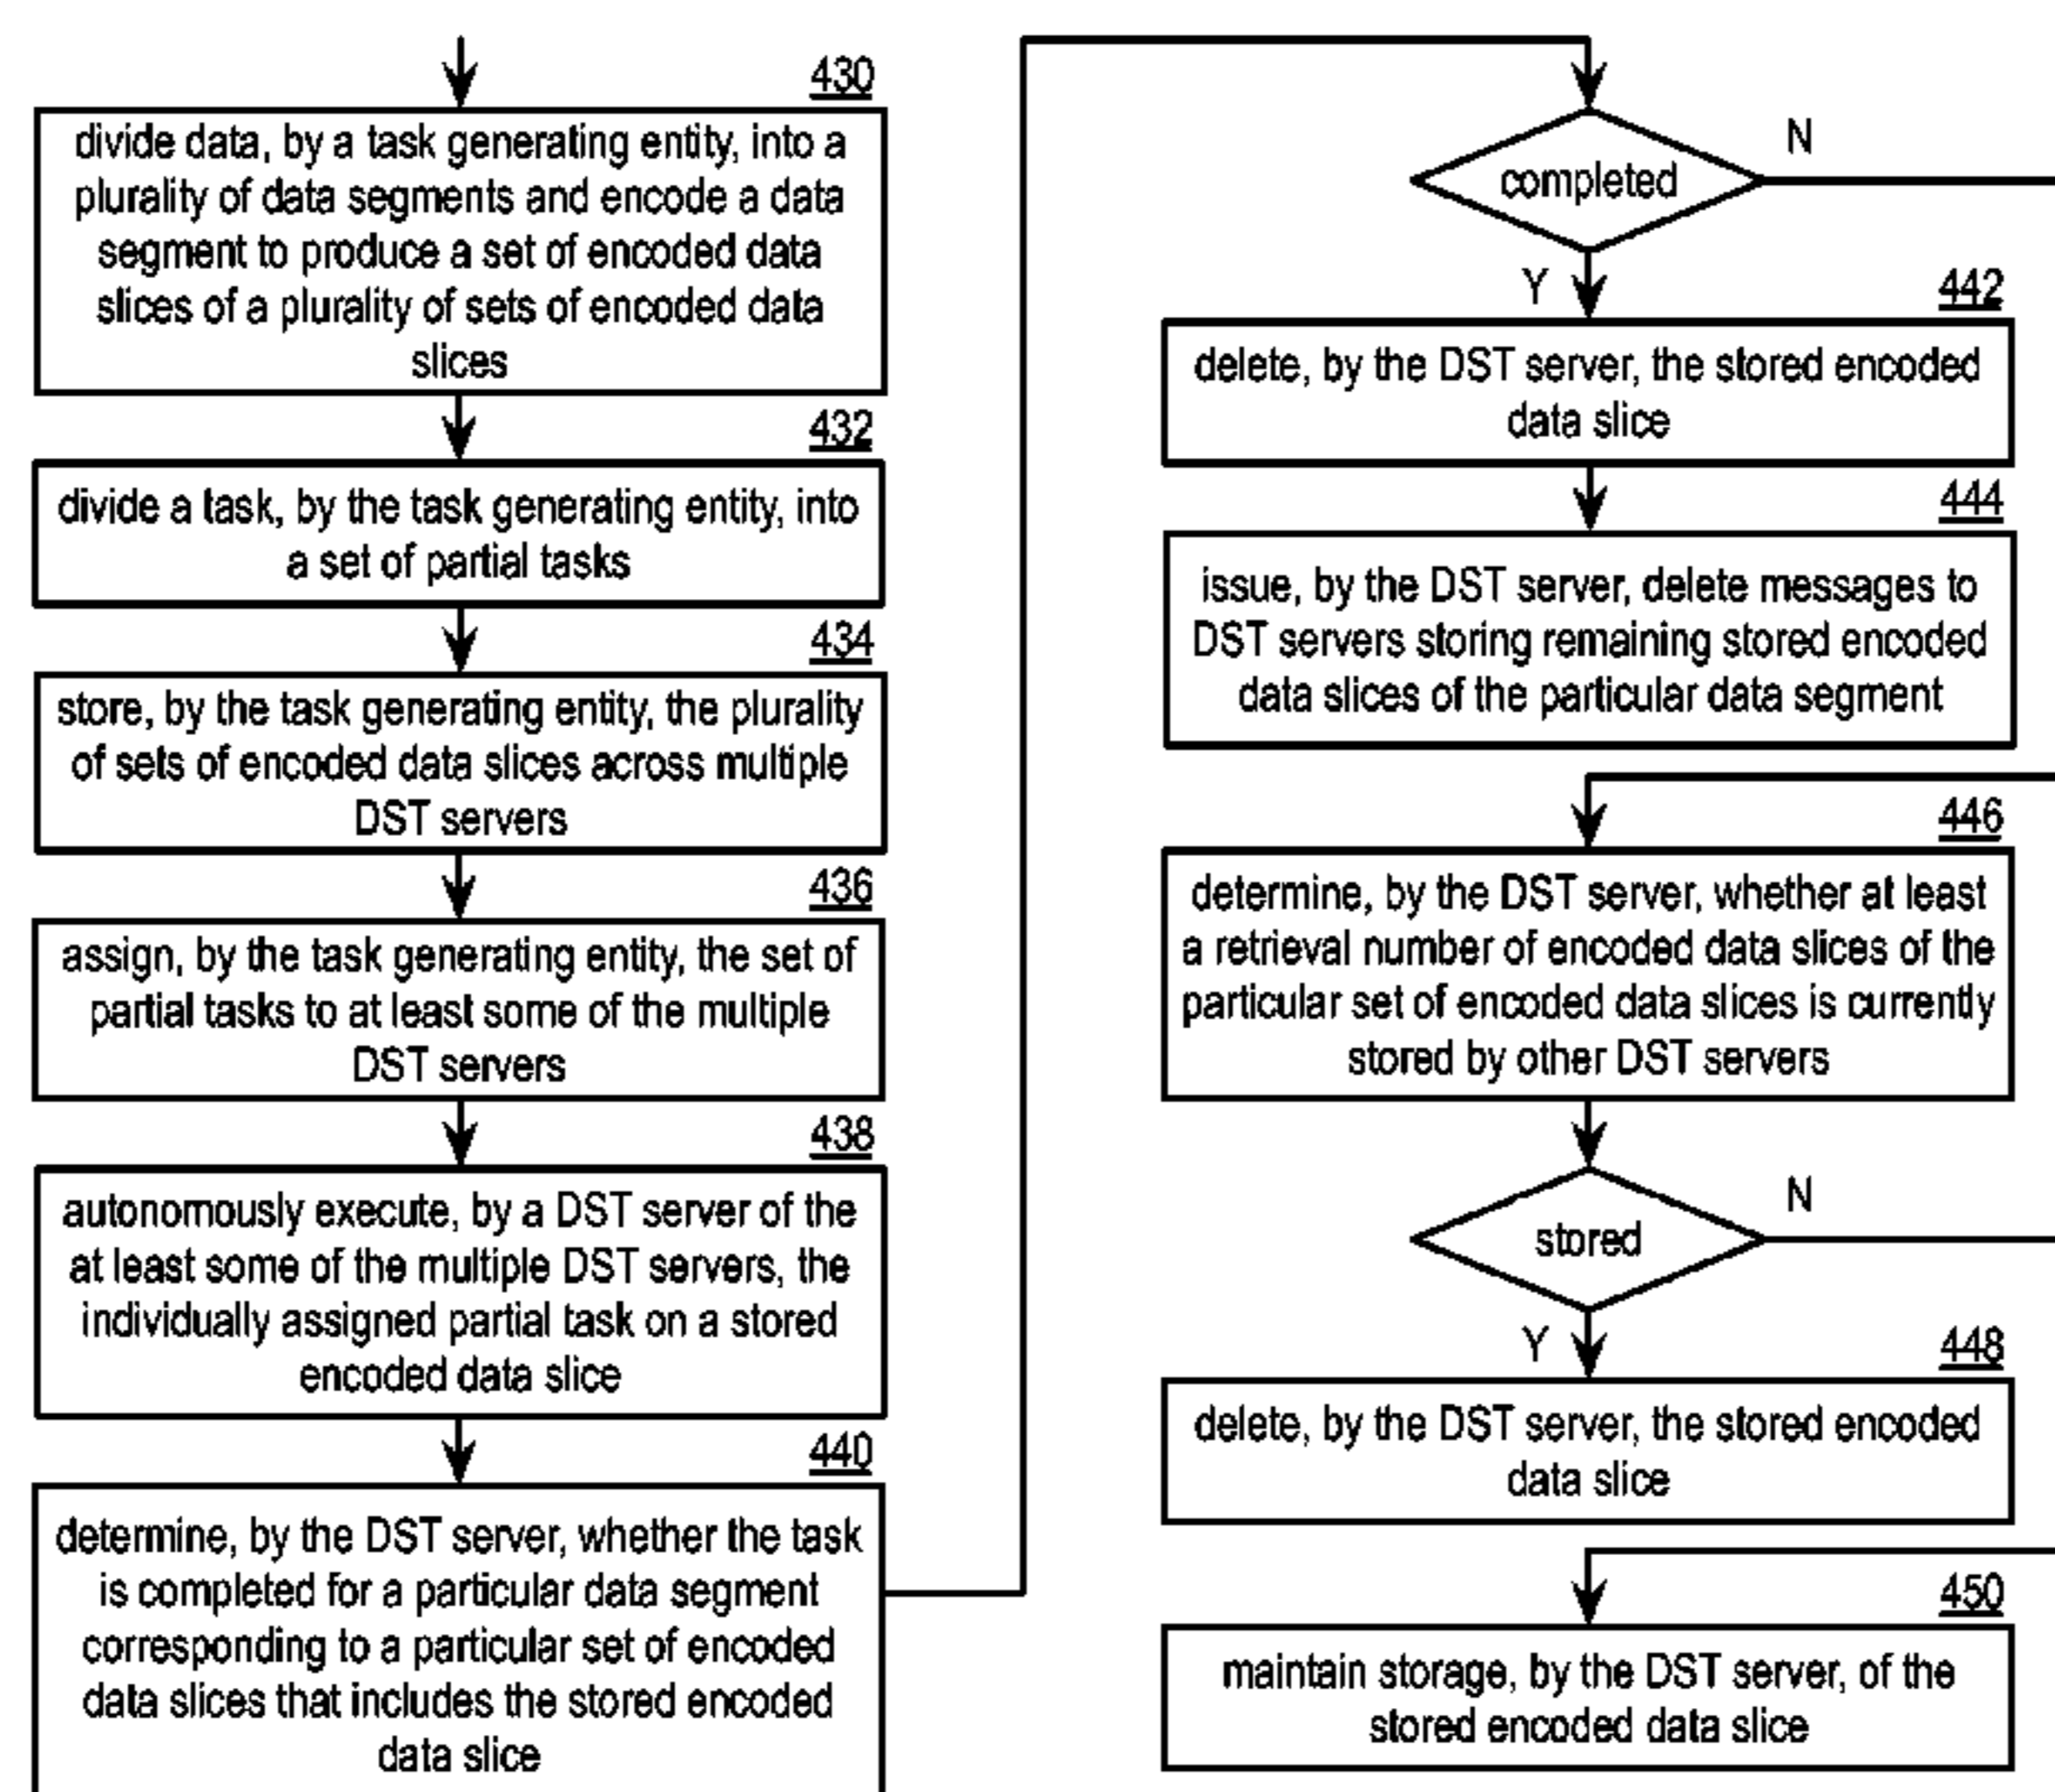 430
divide data, by a task generating entity, into a
plurality of data segments and encode a data
segment to produce a set of encoded data
slices of a plurality of sets of encoded data
slices
432
divide a task, by the task generating entity, into
a set of partial tasks
434
store, by the task generating entity, the plurality
of sets of encoded data slices across multiple
DST servers
436
assign, by the task generating entity, the set of
partial tasks to at least some of the multiple
DST servers
438
autonomously execute, by a DST server of the
at least some of the multiple DST servers, the
individually assigned partial task on a stored
encoded data slice
440
determine, by the DST server, whether the task
is completed for a particular data segment
corresponding to a particular set of encoded
data slices that includes the stored encoded
data slice
completed
N
Y
442
delete, by the DST server, the stored encoded
data slice
444
issue, by the DST server, delete messages to
DST servers storing remaining stored encoded
data slices of the particular data segment
446
determine, by the DST server, whether at least
a retrieval number of encoded data slices of the
particular set of encoded data slices is currently
stored by other DST servers
stored
N
Y
448
delete, by the DST server, the stored encoded
data slice
450
maintain storage, by the DST server, of the
stored encoded data slice